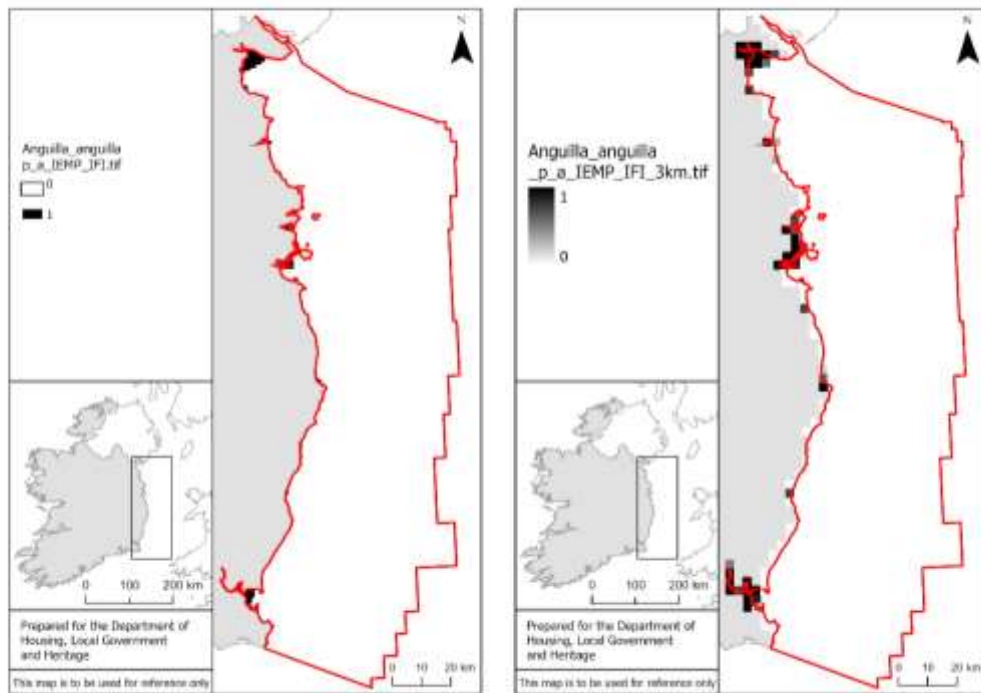 N
Anguilla_anguilla
p_a_IEMP_IFI.tif
0
1
0 100 200 km
Prepared for the Department of
Housing, Local Government
and Heritage
0 10 20 km
This map is to be used for reference only
N
Anguilla_anguilla
_p_a_IEMP_IFI_3km.tif
1
0
0 100 200 km
Prepared for the Department of
Housing, Local Government
and Heritage
0 10 20 km
This map is to be used for reference only